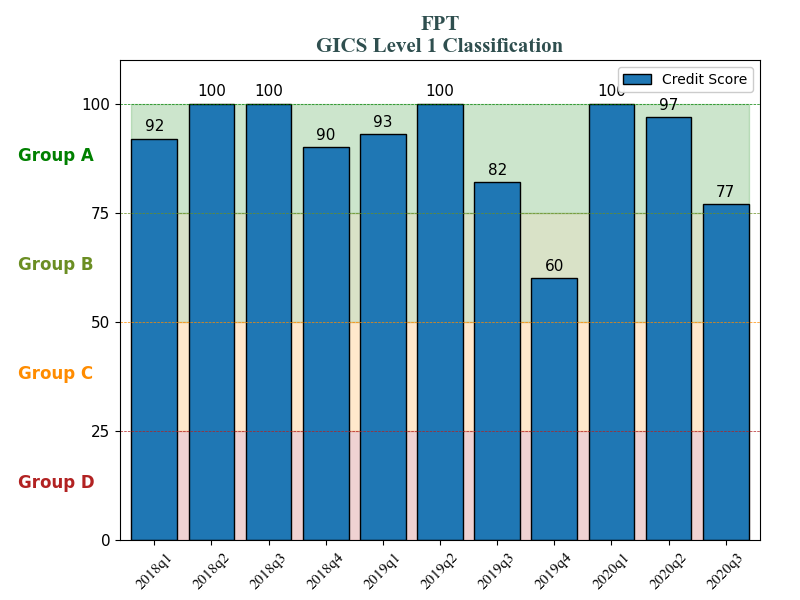 FPT
GICS Level 1 Classification
Credit Score
100
75
50
25
0
Group A
Group B
Group C
Group D
92
100
100
90
93
100
82
60
100
97
77
2018q1
2018q2
2018q3
2018q4
2019q1
2019q2
2019q3
2019q4
2020q1
2020q2
2020q3